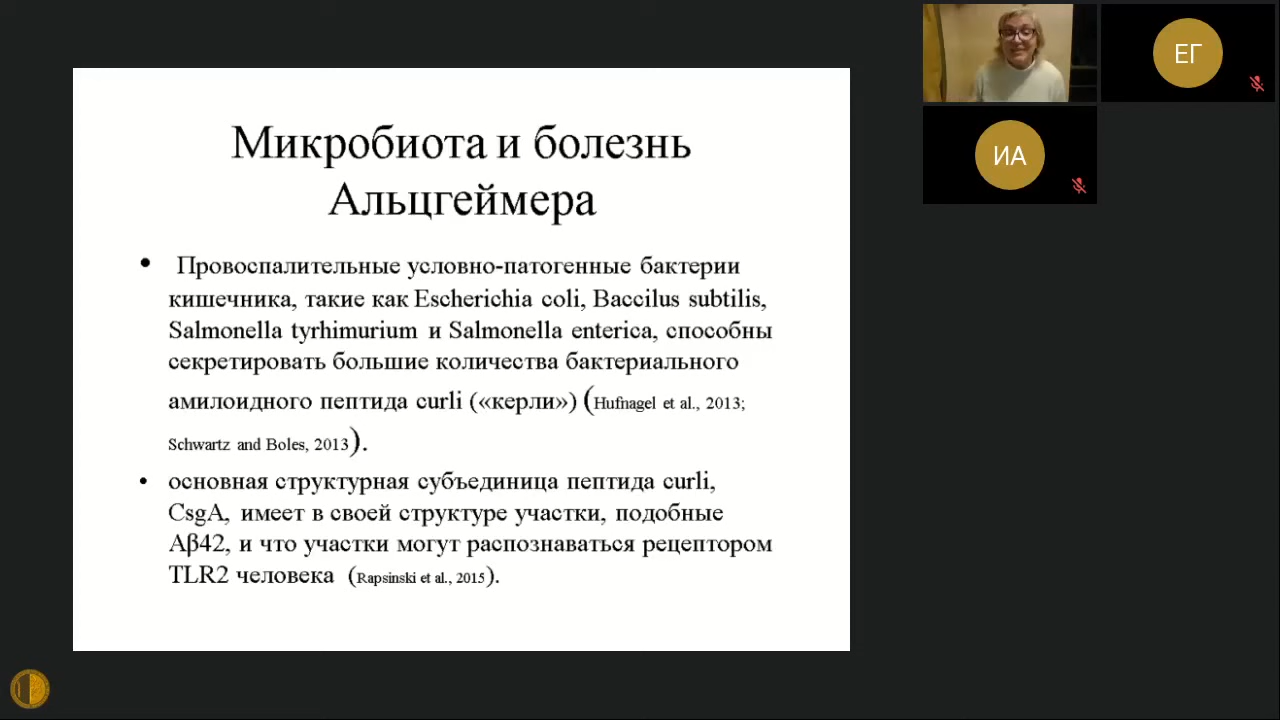 Микробиота и болезнь
Альцгеймера
• Провоспалительные условно-патогенные бактерии
кишечника, такие как Escherichia coli, Baccilus subtilis,
Salmonella tyrhimurium и Salmonella enterica, способны
секретировать большие количества бактериального
амилоидного пептида curli («керли») (Hufnagel et al., 2013;
Schwartz and Boles, 2013).
• основная структурная субъединица пептида curli,
CsgA, имеет в своей структуре участки, подобные
Aβ42, и что участки могут распознаваться рецептором
TLR2 человека (Rapsinski et al., 2015).
ЕГ
ИА